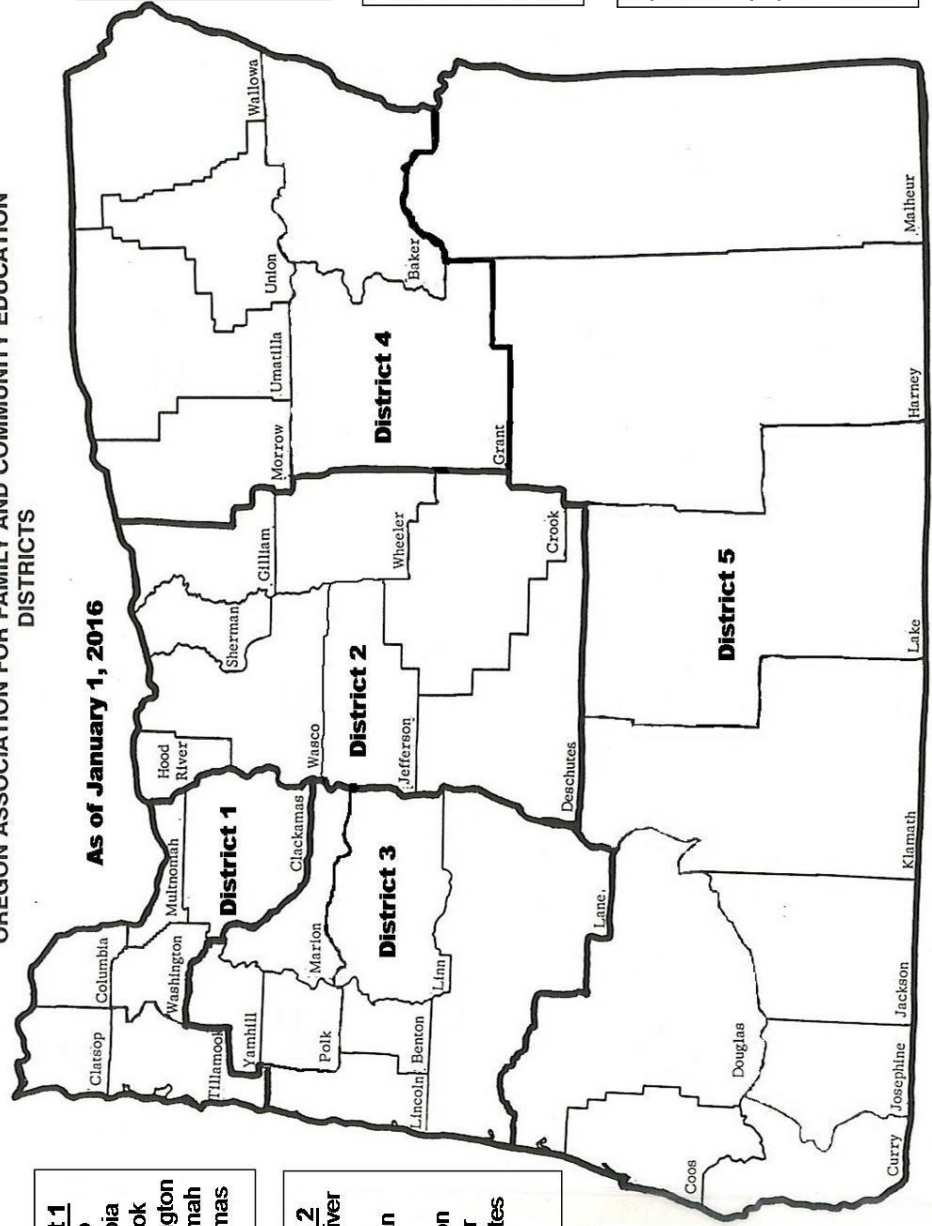 OREGON ASSOCIATION FOR FAMILY AND COMMUNITY EDUCATION
DISTRICTS
As of January 1, 2016
Clatsop
Columbia
Tillamook
Washington
Multnomah
Hood
River
District 1
Clackamas
Yamhill
Polk
Marion
Lincoln
Benton
Linn
District 3
Lane
Wasco
Sherman
Gilliam
District 2
Jefferson
Wheeler
Crook
Deschutes
Morrow
Umatilla
Union
Wallowa
District 4
Grant
Baker
District 5
Coos
Douglas
Curry
Josephine
Jackson
Klamath
Lake
Harney
Malheur